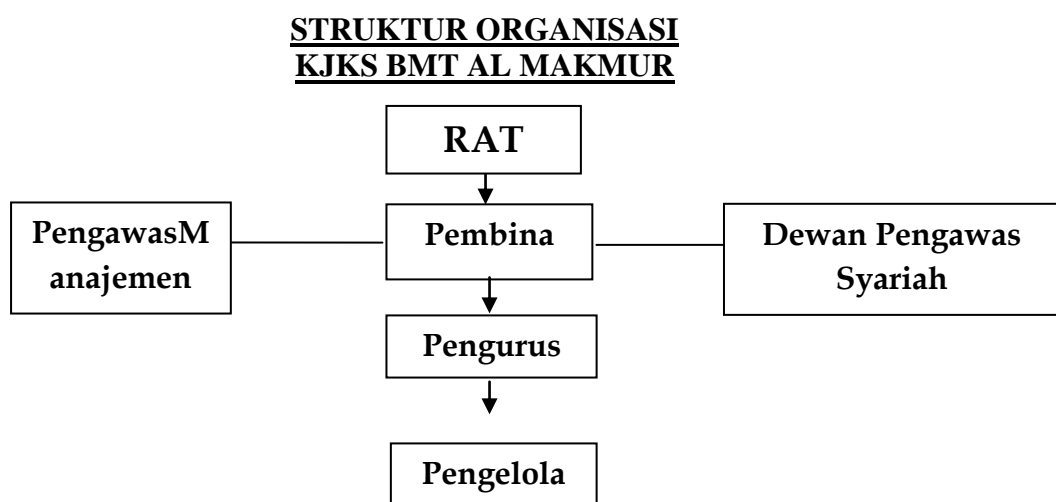 STRUKTUR ORGANISASI
KJKS BMT AL MAKMUR
RAT
PengawasM
anajemen
Pembina
Dewan Pengawas
Syariah
Pengurus
Pengelola